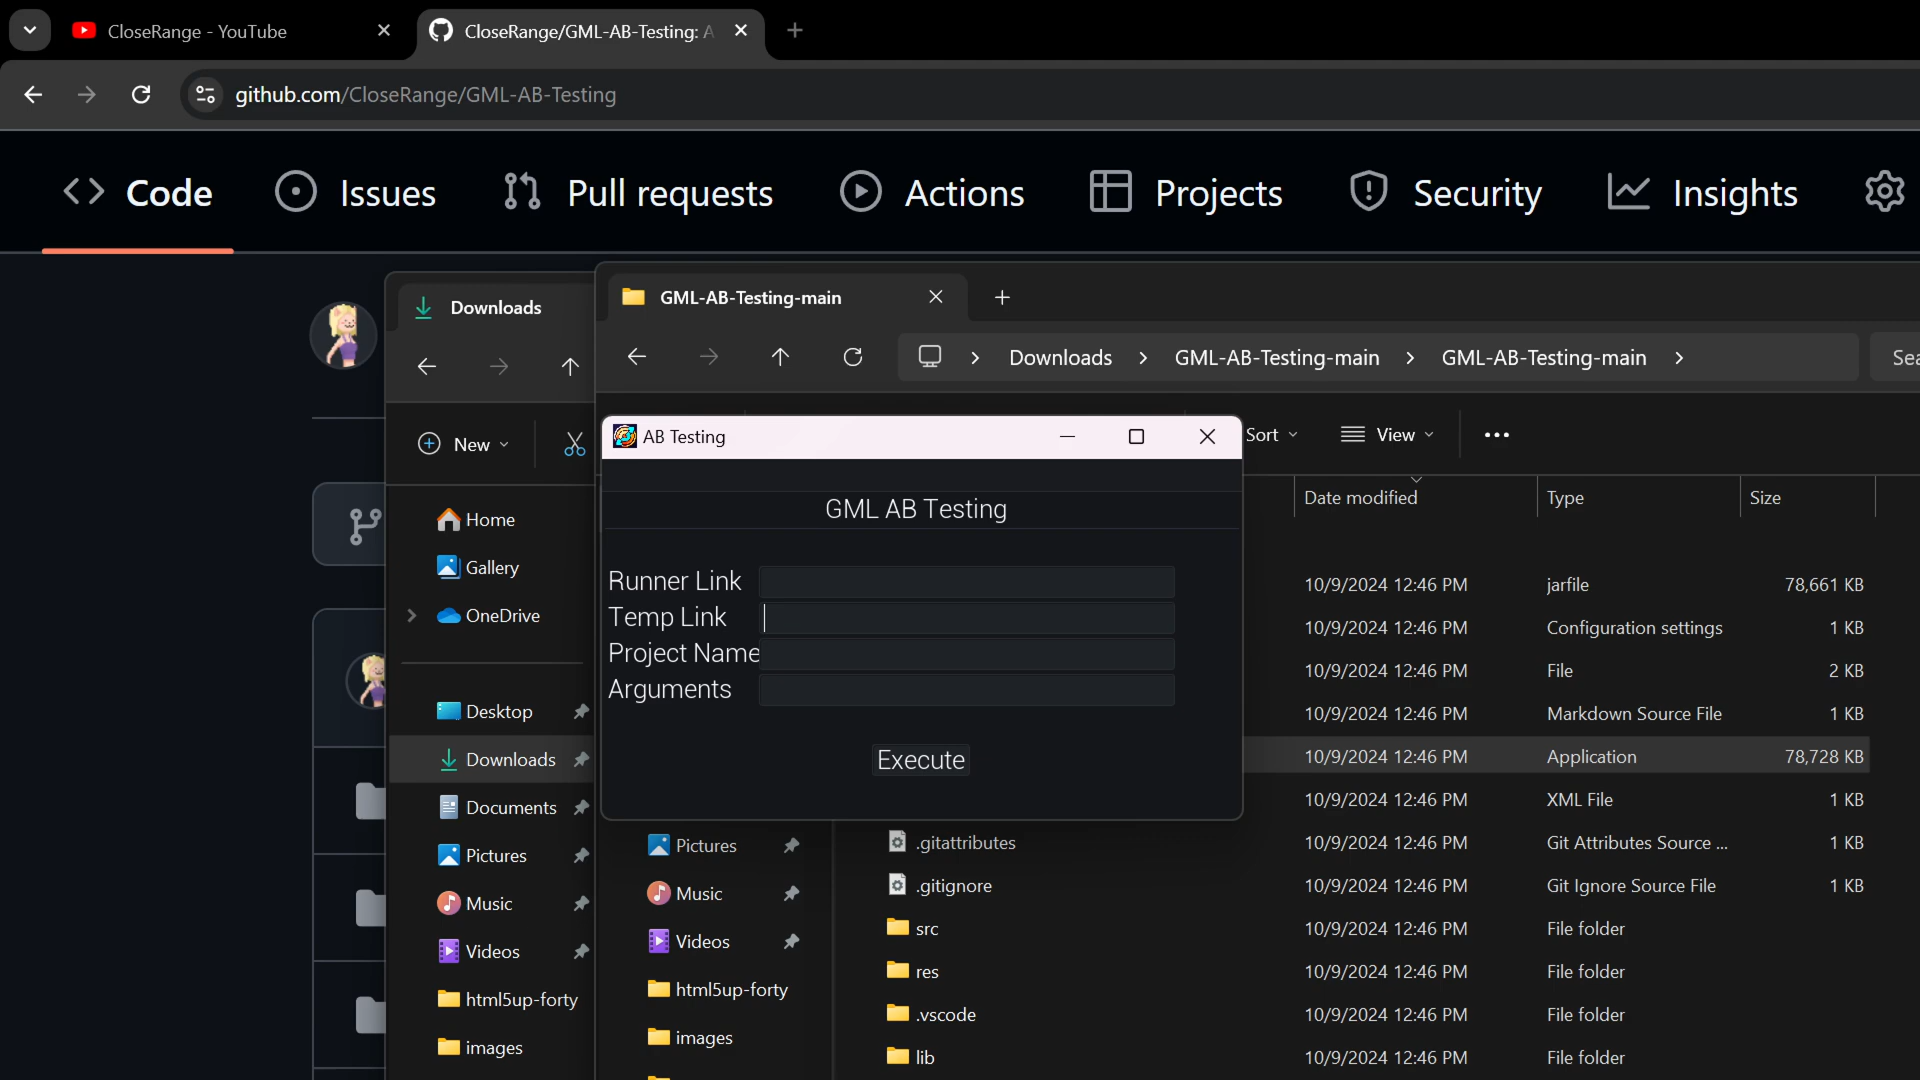 CloseRange - YouTube
CloseRange/GML-AB-Testing: A
github.com/CloseRange/GML-AB-Testing
Code
Issues
Pull requests
Actions
Projects
Security
Insights
Downloads
GML-AB-Testing-main
Downloads > GML-AB-Testing-main > GML-AB-Testing-main >
Sea
New
Sort
View
AB Testing
GML AB Testing
Runner Link
Temp Link
Project Name
Arguments
Execute
Date modified
Type
Size
10/9/2024 12:46 PM jarfile 78,661 KB
10/9/2024 12:46 PM Configuration settings 1 KB
10/9/2024 12:46 PM File 2 KB
10/9/2024 12:46 PM Markdown Source File 1 KB
10/9/2024 12:46 PM Application 78,728 KB
10/9/2024 12:46 PM XML File 1 KB
.gitattributes 10/9/2024 12:46 PM Git Attributes Source ... 1 KB
.gitignore 10/9/2024 12:46 PM Git Ignore Source File 1 KB
src 10/9/2024 12:46 PM File folder
res 10/9/2024 12:46 PM File folder
.vscode 10/9/2024 12:46 PM File folder
lib 10/9/2024 12:46 PM File folder
Home
Gallery
OneDrive
Desktop
Downloads
Documents
Pictures
Music
Videos
html5up-forty
images
Pictures
Music
Videos
html5up-forty
images